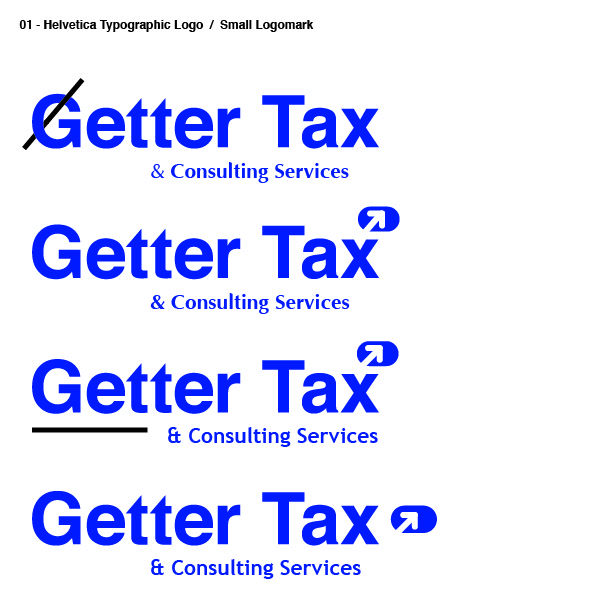 01 - Helvetica Typographic Logo / Small Logomark
Getter Tax
& Consulting Services
Getter Tax
& Consulting Services
Getter Tax
& Consulting Services
Getter Tax
& Consulting Services